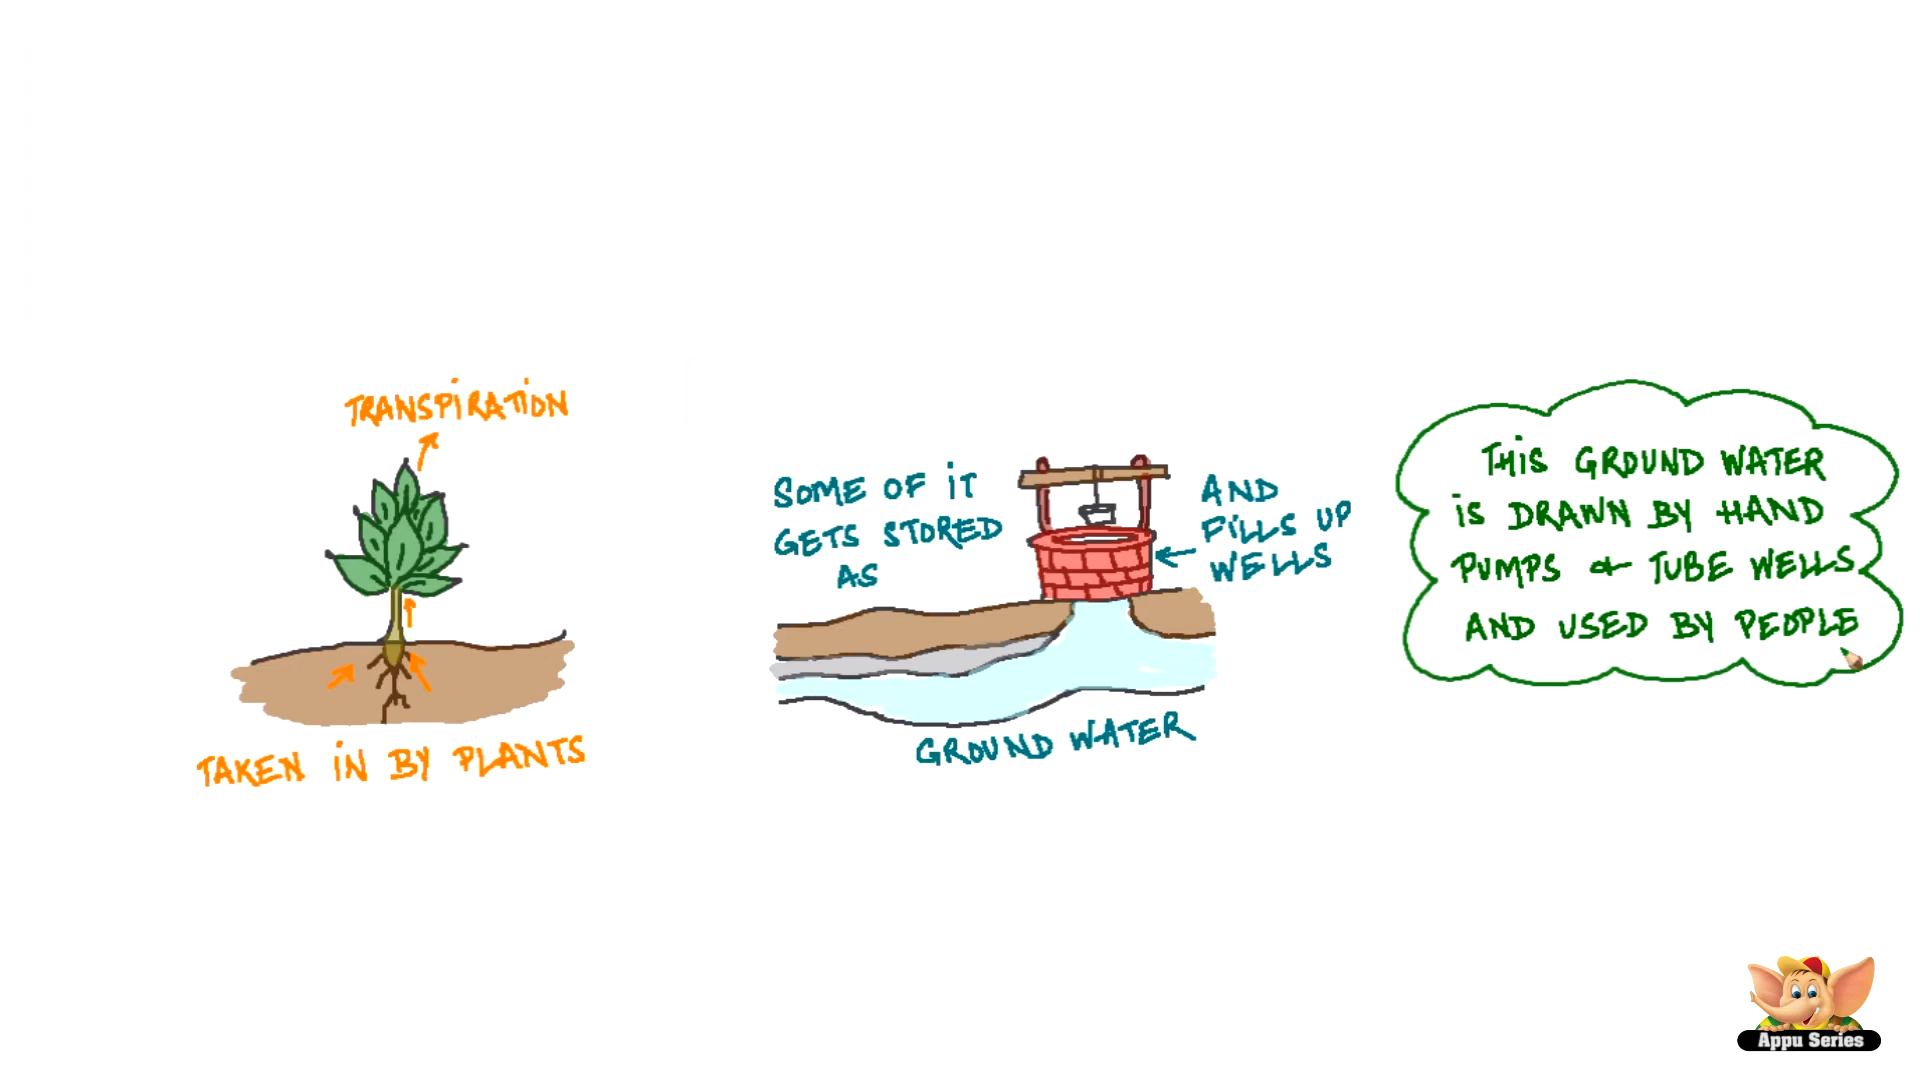 TRANSPIRATION
TAKEN IN BY PLANTS
SOME OF IT
GETS STORED
AS
GROUND WATER
AND
FILLS UP
WELLS
THIS GROUND WATER
IS DRAWN BY HAND
PUMPS & TUBE WELLS
AND USED BY PEOPLE
Appu Series